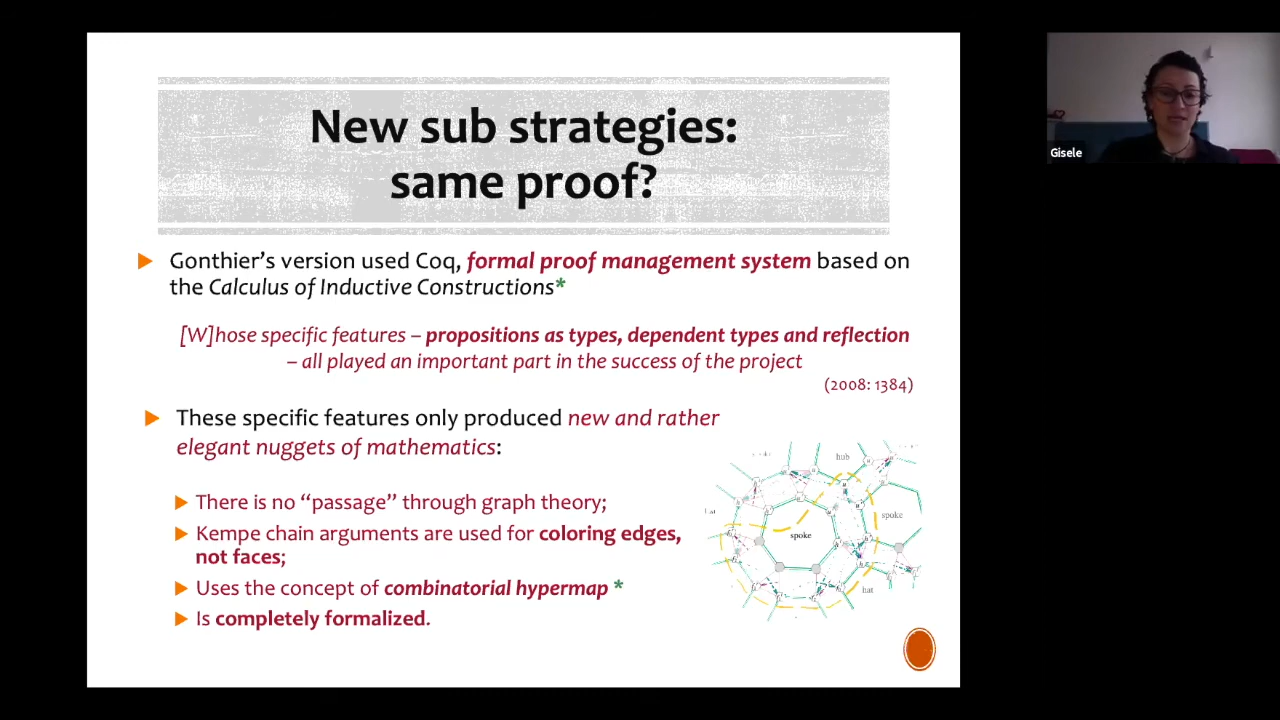 New sub strategies:
same proof?
Gisele
Gonthier's version used Coq, formal proof management system based on
the Calculus of Inductive Constructions*
[W]hose specific features – propositions as types, dependent types and reflection
– all played an important part in the success of the project
(2008: 1384)
These specific features only produced new and rather
elegant nuggets of mathematics:
There is no “passage” through graph theory;
Kempe chain arguments are used for coloring edges,
not faces;
Uses the concept of combinatorial hypermap *
Is completely formalized.
hub
spoke
spoke
hat